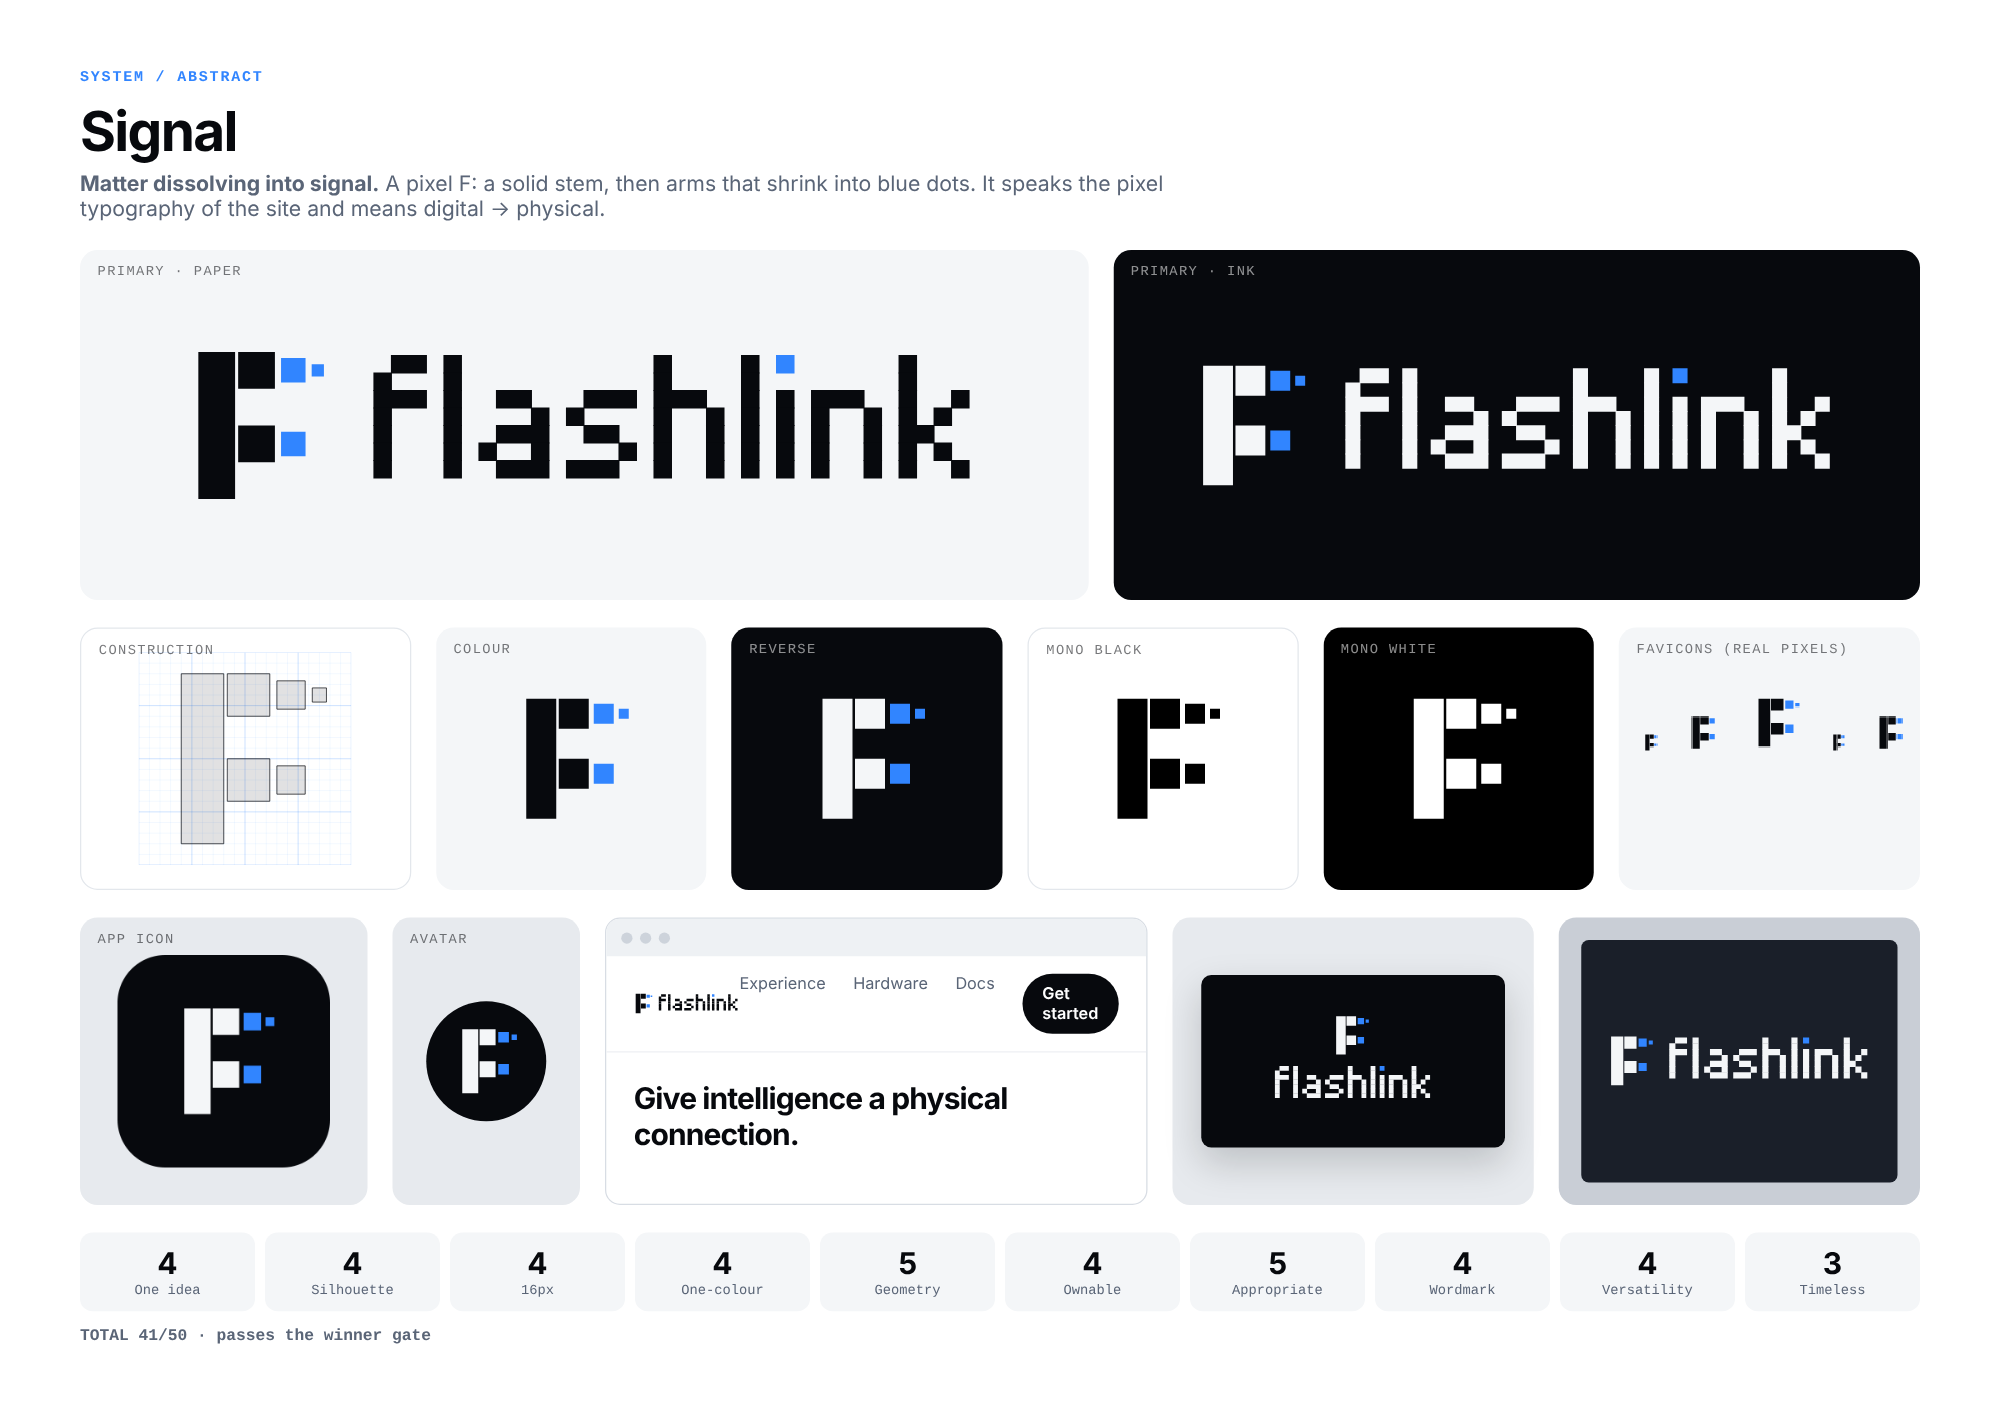 SYSTEM / ABSTRACT
Signal
Matter dissolving into signal. A pixel F: a solid stem, then arms that shrink into blue dots. It speaks the pixel
typography of the site and means digital → physical.
PRIMARY · PAPER
F flashlink
PRIMARY · INK
F flashlink
CONSTRUCTION
F
COLOUR
F
REVERSE
F
MONO BLACK
F
MONO WHITE
F
FAVICONS (REAL PIXELS)
F F F F F
APP ICON
F
AVATAR
F
F flashlink
Experience
Hardware
Docs
Get
started
Give intelligence a physical
connection.
F
flashlink
F flashlink
4
One idea
4
Silhouette
4
16px
4
One-colour
5
Geometry
4
Ownable
5
Appropriate
4
Wordmark
4
Versatility
3
Timeless
TOTAL 41/50 · passes the winner gate